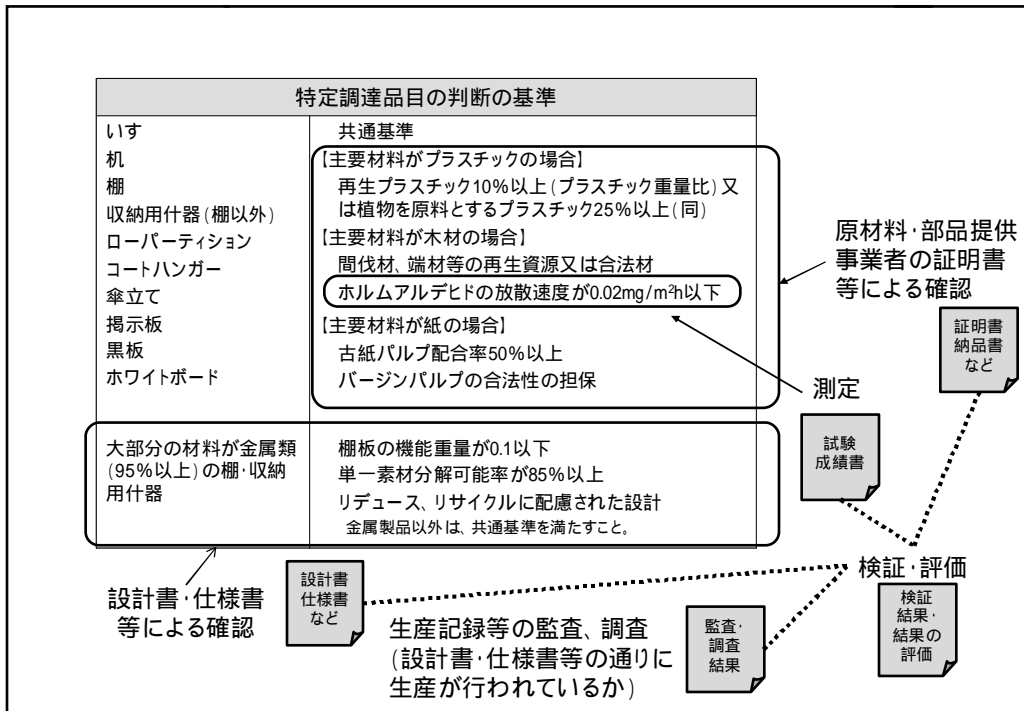 特定調達品目の判断の基準
いす
机
棚
収納用什器(棚以外)
ローパーティション
コートハンガー
傘立て
掲示板
黒板
ホワイトボード
共通基準
【主要材料がプラスチックの場合】
再生プラスチック10%以上(プラスチック重量比)又
は植物を原料とするプラスチック25%以上(同)
【主要材料が木材の場合】
間伐材、端材等の再生資源又は合法材
ホルムアルデヒドの放散速度が0.02mg/m²h以下
【主要材料が紙の場合】
古紙パルプ配合率50%以上
バージンパルプの合法性の担保
大部分の材料が金属類
(95%以上)の棚・収納
用什器
棚板の機能重量が0.1以下
単一素材分解可能率が85%以上
リデュース、リサイクルに配慮された設計
金属製品以外は、共通基準を満たすこと。
原材料・部品提供
事業者の証明書
等による確認
証明書
納品書
など
測定
試験
成績書
検証・評価
検証
結果・
結果の
評価
設計書・仕様書
等による確認
設計書
仕様書
など
生産記録等の監査、調査
(設計書・仕様書等の通りに
生産が行われているか)
監査・
調査
結果